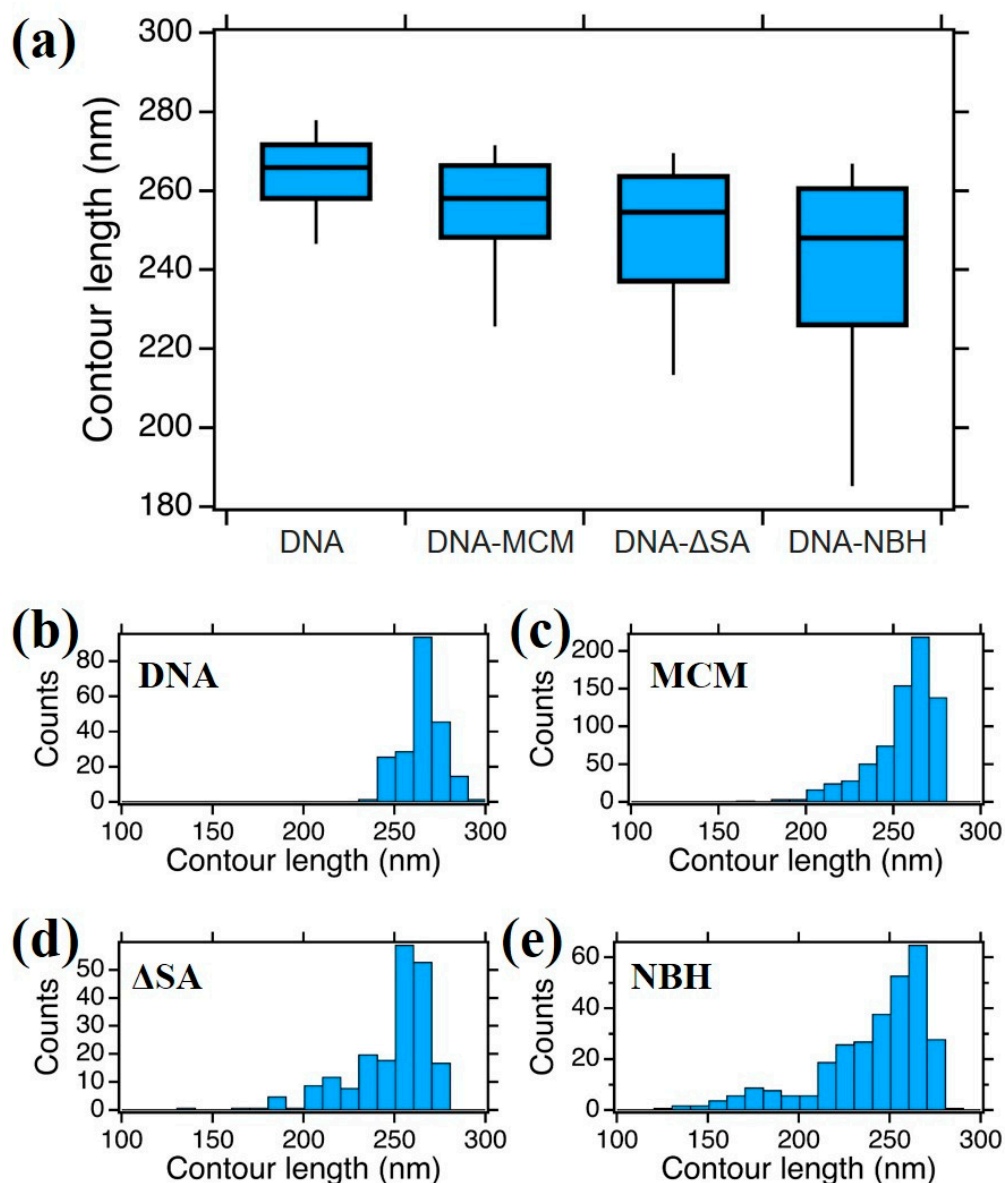 (a)
Contour length (nm)
300
280
260
240
220
200
180
DNA DNA-MCM DNA-ΔSA DNA-NBH
(b)
DNA
Counts
80
60
40
20
0
100 150 200 250 300
Contour length (nm)
(c)
MCM
Counts
200
150
100
50
0
100 150 200 250 300
Contour length (nm)
(d)
ΔSA
Counts
50
40
30
20
10
0
100 150 200 250 300
Contour length (nm)
(e)
NBH
Counts
60
40
20
0
100 150 200 250 300
Contour length (nm)